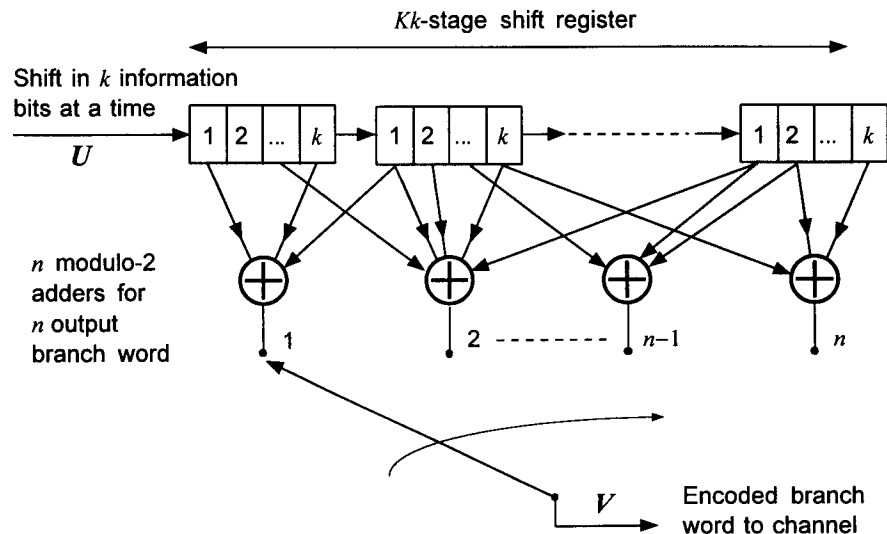 Kk-stage shift register
Shift in k information
bits at a time
U
1 2 ... k
1 2 ... k
1 2 ... k
n modulo-2
adders for
n output
branch word
1
2
n–1
n
V
Encoded branch
word to channel